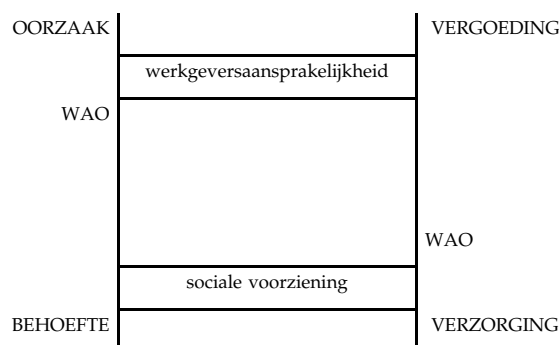 OORZAAK
VERGOEDING
werkgeversaansprakelijkheid
WAO
WAO
sociale voorziening
BEHOEFTE
VERZORGING